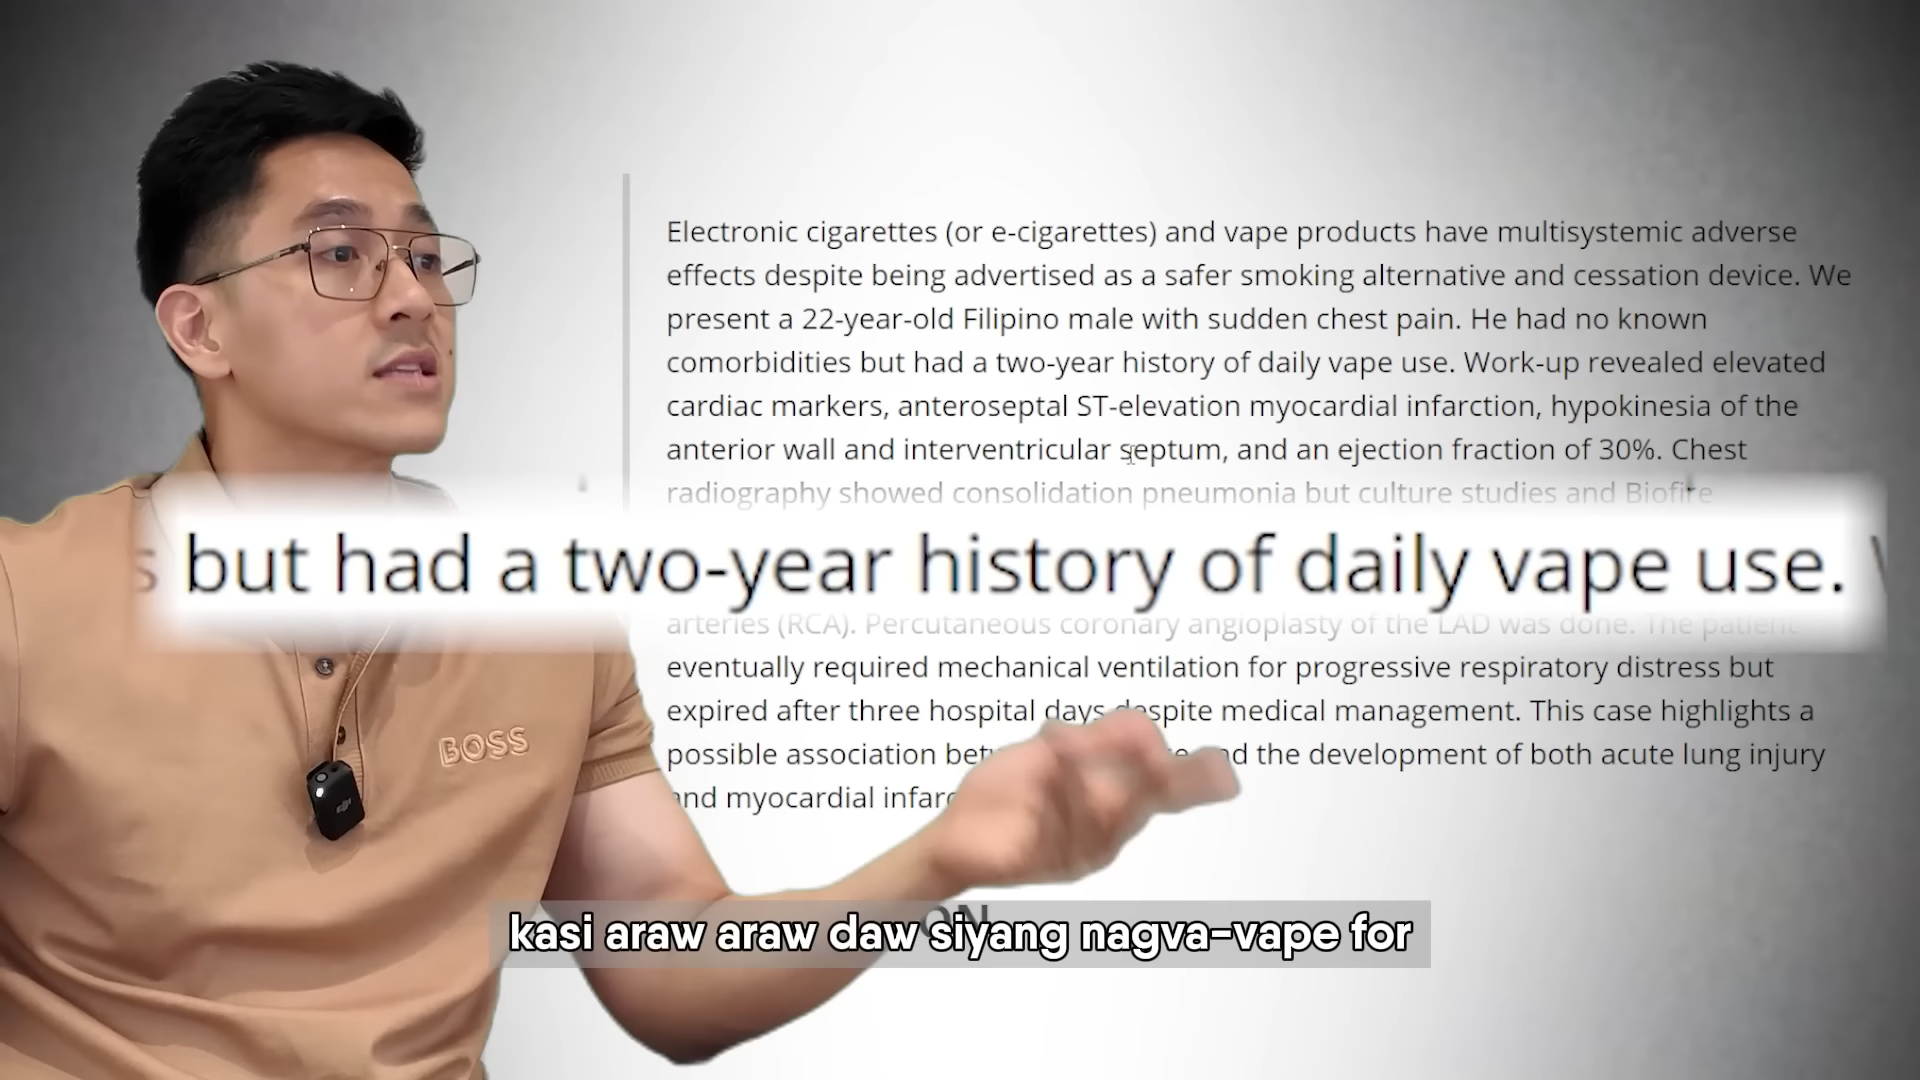 Electronic cigarettes (or e-cigarettes) and vape products have multisystemic adverse
effects despite being advertised as a safer smoking alternative and cessation device. We
present a 22-year-old Filipino male with sudden chest pain. He had no known
comorbidities but had a two-year history of daily vape use. Work-up revealed elevated
cardiac markers, anteroseptal ST-elevation myocardial infarction, hypokinesia of the
anterior wall and interventricular septum, and an ejection fraction of 30%. Chest
radiography showed consolidation pneumonia but culture studies and Biofire
s but had a two-year history of daily vape use.
arteries (RCA). Percutaneous coronary angioplasty of the LAD was done. The patient
eventually required mechanical ventilation for progressive respiratory distress but
expired after three hospital days despite medical management. This case highlights a
possible association and the development of both acute lung injury
and myocardial
BOSS
kasi araw araw daw siyang nagva-vape for